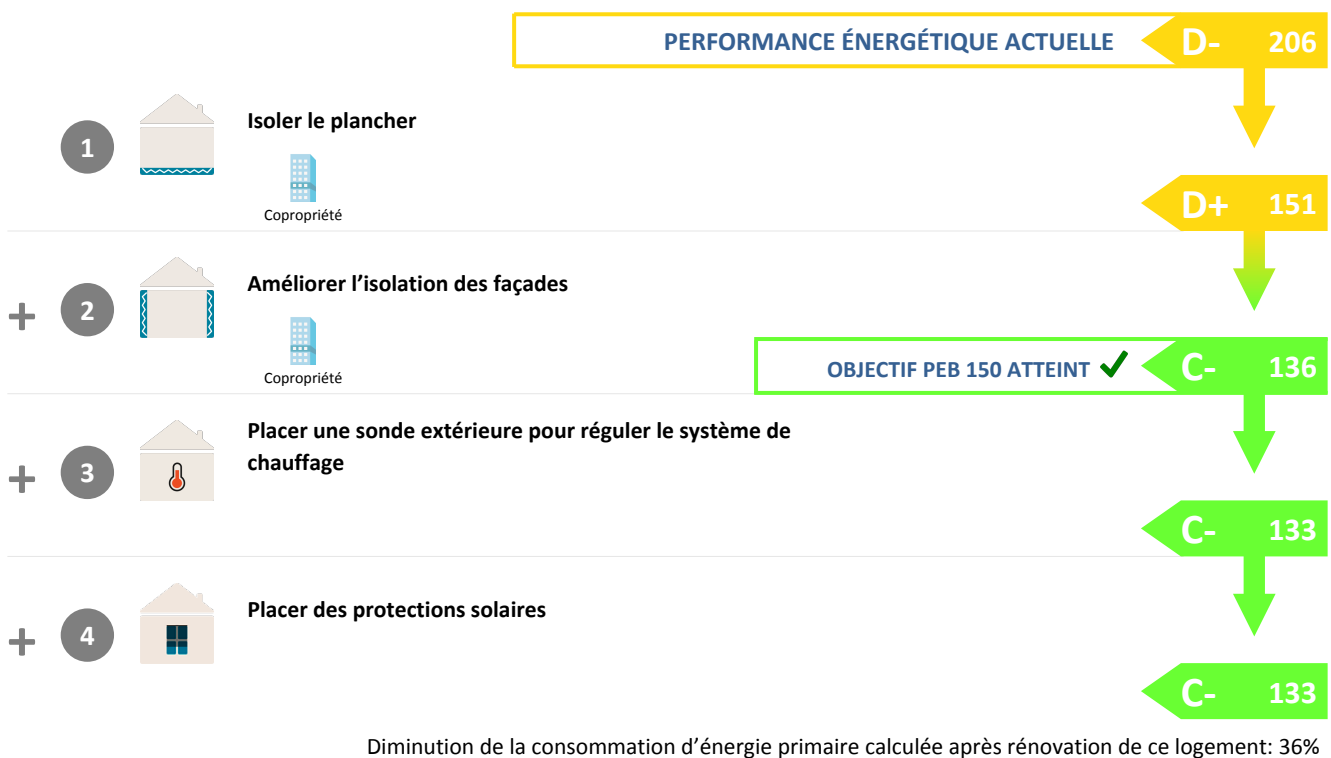 PERFORMANCE ÉNERGÉTIQUE ACTUELLE D- 206
1 Isoler le plancher
Copropriété
D+ 151
+ 2 Améliorer l’isolation des façades
Copropriété
OBJECTIF PEB 150 ATTEINT ✓ C- 136
+ 3 Placer une sonde extérieure pour réguler le système de
chauffage
C- 133
+ 4 Placer des protections solaires
C- 133
Diminution de la consommation d’énergie primaire calculée après rénovation de ce logement: 36%